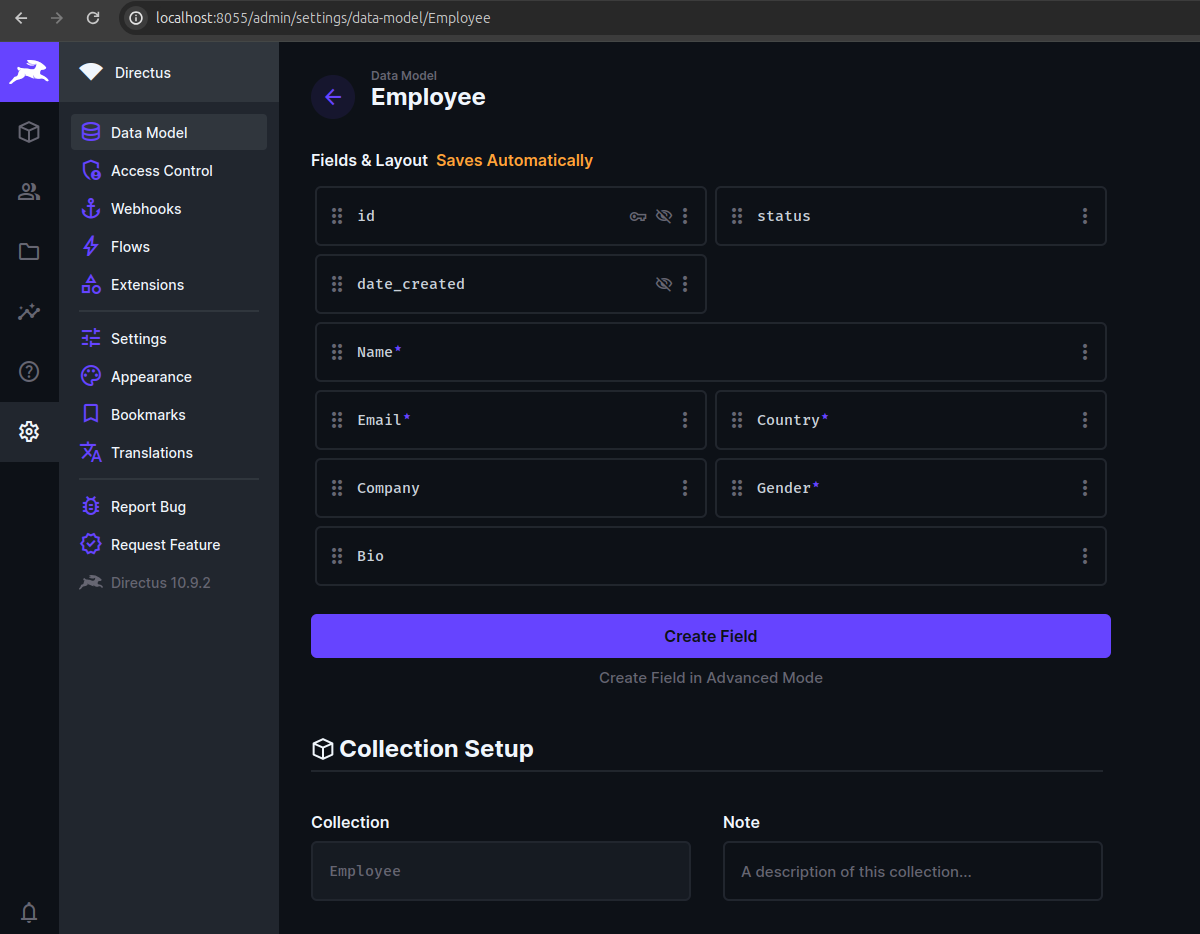 localhost:8055/admin/settings/data-model/Employee
Directus
Data Model
Access Control
Webhooks
Flows
Extensions
Settings
Appearance
Bookmarks
Translations
Report Bug
Request Feature
Directus 10.9.2
Data Model
Employee
Fields & Layout Saves Automatically
id
status
date_created
Name*
Email*
Country*
Company
Gender*
Bio
Create Field
Create Field in Advanced Mode
Collection Setup
Collection
Employee
Note
A description of this collection...